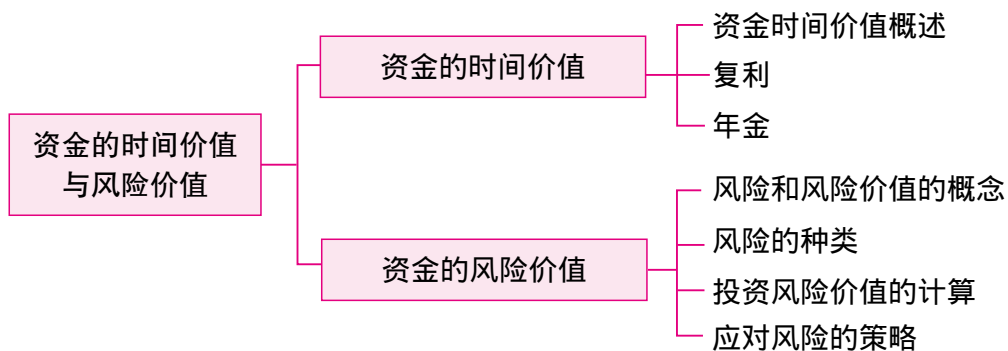 资金的时间价值
与风险价值
资金的时间价值
资金时间价值概述
复利
年金
资金的风险价值
风险和风险价值的概念
风险的种类
投资风险价值的计算
应对风险的策略